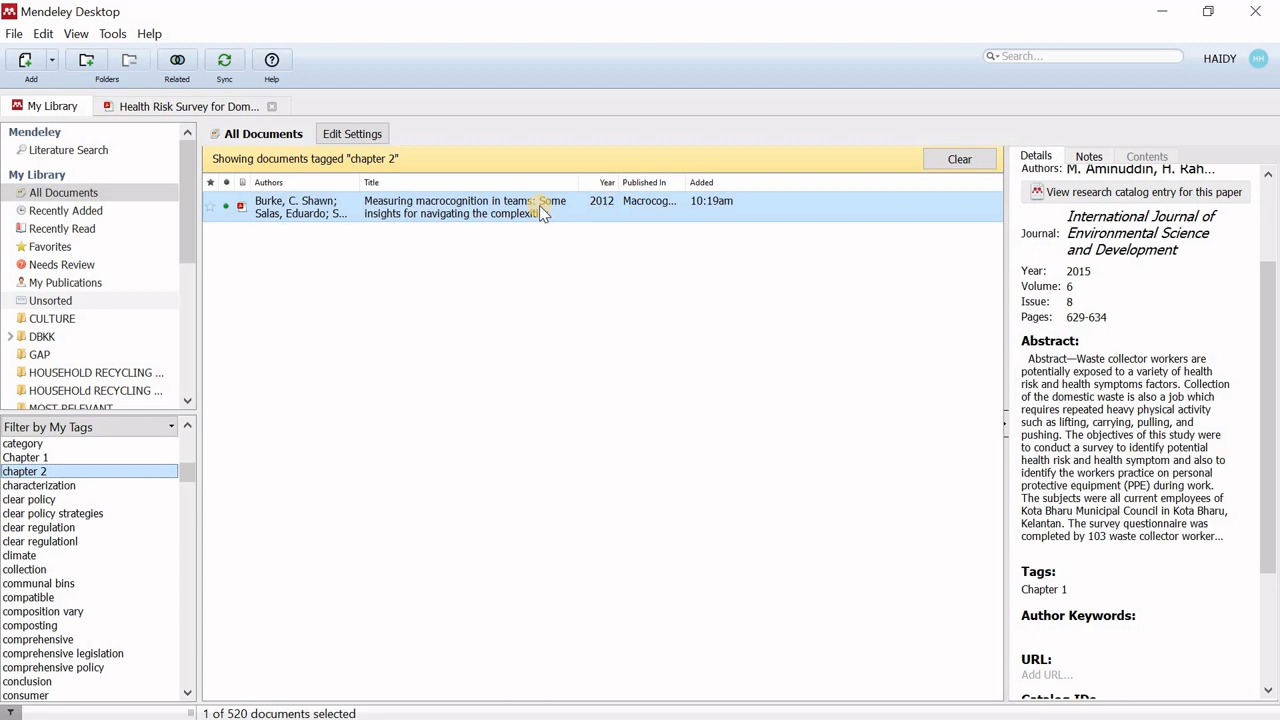 Mendeley Desktop
File Edit View Tools Help
Add Folders Related Sync Help
Search... HAIDY HH
My Library Health Risk Survey for Dom...
Mendeley
Literature Search
My Library
All Documents
Recently Added
Recently Read
Favorites
Needs Review
My Publications
Unsorted
CULTURE
DBKK
GAP
HOUSEHOLD RECYCLING ...
HOUSEHOLd RECYCLING ...
MOST RELEVANT
Filter by My Tags
category
Chapter 1
chapter 2
characterization
clear policy
clear policy strategies
clear regulation
clear regulationl
climate
collection
communal bins
compatible
composition vary
composting
comprehensive
comprehensive legislation
comprehensive policy
conclusion
consumer
All Documents Edit Settings
Showing documents tagged "chapter 2" Clear
Authors Title Year Published In Added
Burke, C. Shawn; Measuring macrocognition in teams: Some 2012 Macrocog... 10:19am
Salas, Eduardo; S... insights for navigating the
1 of 520 documents selected
Details Notes Contents
Authors: M. Aminuddin, H. Rah...
View research catalog entry for this paper
Journal: International Journal of
Environmental Science
and Development
Year: 2015
Volume: 6
Issue: 8
Pages: 629-634
Abstract:
Abstract—Waste collector workers are
potentially exposed to a variety of health
risk and health symptoms factors. Collection
of the domestic waste is also a job which
requires repeated heavy physical activity
such as lifting, carrying, pulling, and
pushing. The objectives of this study were
to conduct a survey to identify potential
health risk and health symptom and also to
identify the workers practice on personal
protective equipment (PPE) during work.
The subjects were all current employees of
Kota Bharu Municipal Council in Kota Bharu,
Kelantan. The survey questionnaire was
completed by 103 waste collector worker...
Tags:
Chapter 1
Author Keywords:
URL:
Add URL...
Catalog IDs